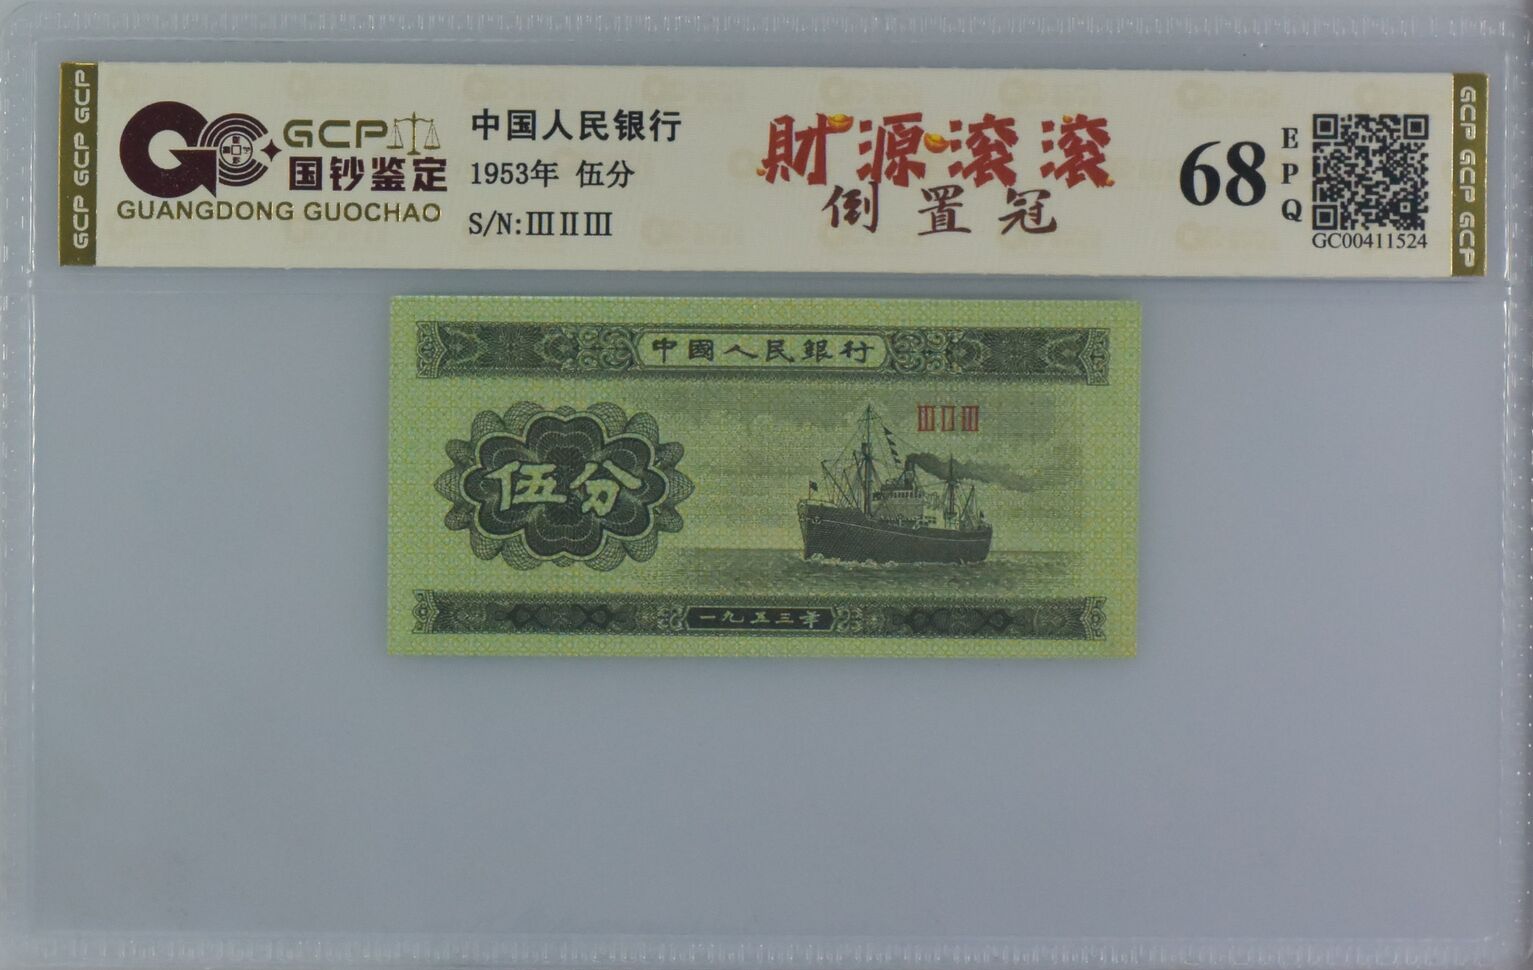 GCP GCP GCP
GCP
国钞鉴定
GUANGDONG GUOCHAO
中国人民银行
1953年 伍分
S/N:ⅢⅡⅢ
財源滚滚
倒置冠
68
EPQ
GC00411524
GCP GCP GCP
中國人民銀行
ⅢⅡⅢ
伍分
一九五三年